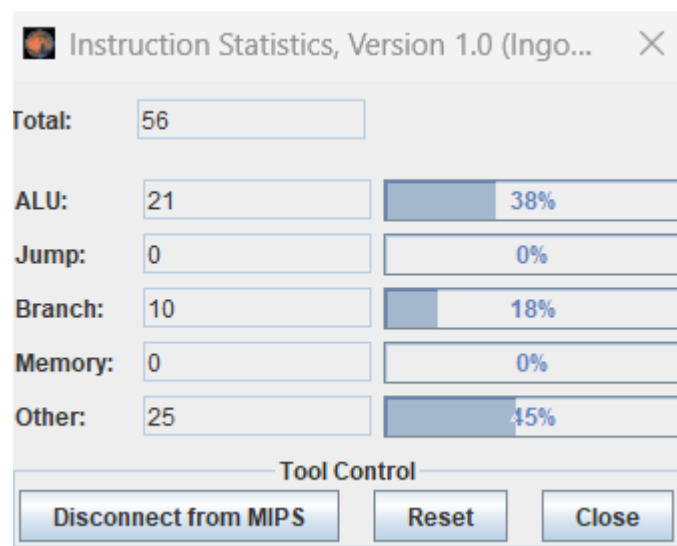 Instruction Statistics, Version 1.0 (Ingo...
Total: 56
ALU: 21 38%
Jump: 0 0%
Branch: 10 18%
Memory: 0 0%
Other: 25 45%
Tool Control
Disconnect from MIPS Reset Close